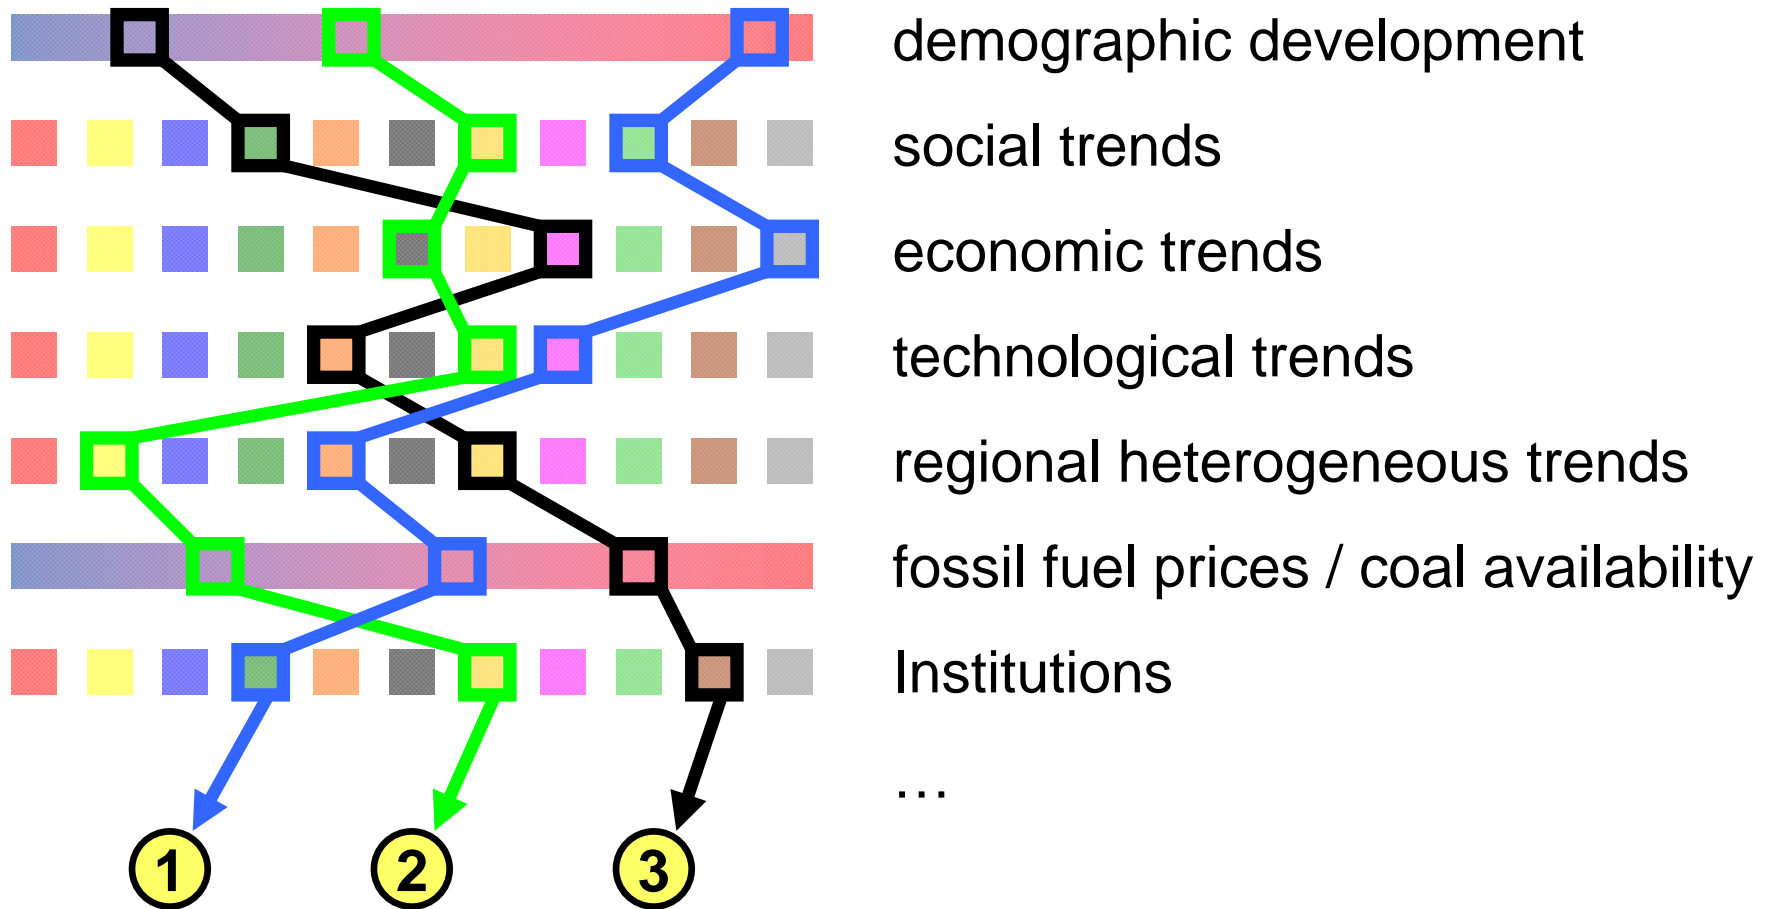 demographic development
social trends
economic trends
technological trends
regional heterogeneous trends
fossil fuel prices / coal availability
Institutions
…
1 2 3